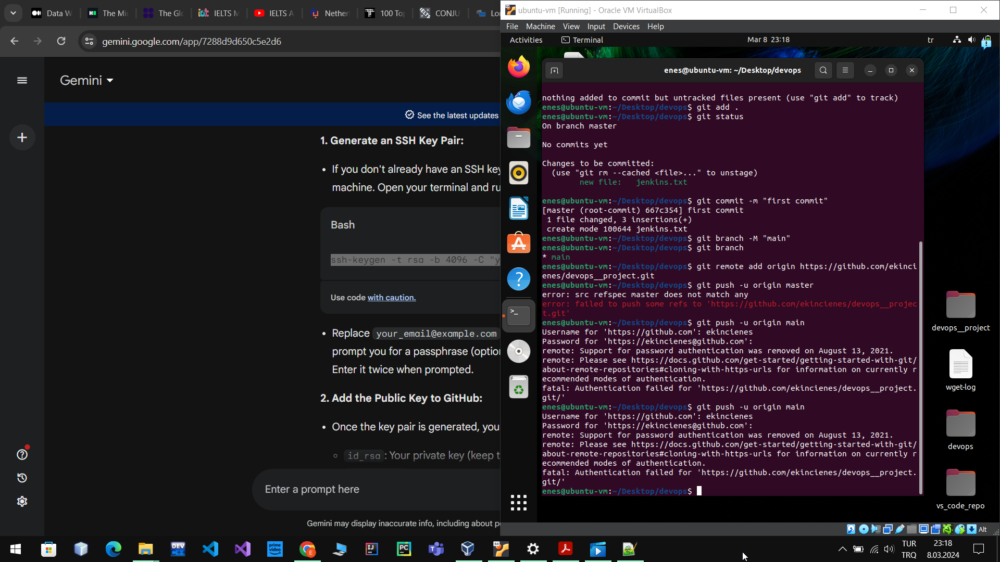 Data W
The Mi
The Gl
IELTS M
IELTS A
Nether
100 To
CONJU
Lo
gemini.google.com/app/7288d9d650c5e2d6
Gemini
See the latest updates
1. Generate an SSH Key Pair:
• If you don't already have an SSH key
machine. Open your terminal and ru
Bash
ssh-keygen -t rsa -b 4096 -C "y
Use code with caution.
• Replace your_email@example.com
prompt you for a passphrase (option
Enter it twice when prompted.
2. Add the Public Key to GitHub:
• Once the key pair is generated, you
id_rsa : Your private key (keep t
Enter a prompt here
Gemini may display inaccurate info, including about p
ubuntu-vm [Running] - Oracle VM VirtualBox
File Machine View Input Devices Help
Activities
Terminal
Mar 8 23:18
tr
enes@ubuntu-vm: ~/Desktop/devops
nothing added to commit but untracked files present (use "git add" to track)
enes@ubuntu-vm:~/Desktop/devops$ git add .
enes@ubuntu-vm:~/Desktop/devops$ git status
On branch master
No commits yet
Changes to be committed:
(use "git rm --cached <file>..." to unstage)
new file: jenkins.txt
enes@ubuntu-vm:~/Desktop/devops$ git commit -m "first commit"
[master (root-commit) 667c354] first commit
1 file changed, 3 insertions(+)
create mode 100644 jenkins.txt
enes@ubuntu-vm:~/Desktop/devops$ git branch -M "main"
enes@ubuntu-vm:~/Desktop/devops$ git branch
* main
enes@ubuntu-vm:~/Desktop/devops$ git remote add origin https://github.com/ekinci
enes/devops__project.git
enes@ubuntu-vm:~/Desktop/devops$ git push -u origin master
error: src refspec master does not match any
error: failed to push some refs to 'https://github.com/ekincienes/devops__projec
t.git'
enes@ubuntu-vm:~/Desktop/devops$ git push -u origin main
Username for 'https://github.com': ekincienes
Password for 'https://ekincienes@github.com':
remote: Support for password authentication was removed on August 13, 2021.
remote: Please see https://docs.github.com/get-started/getting-started-with-git/
about-remote-repositories#cloning-with-https-urls for information on currently r
ecommended modes of authentication.
fatal: Authentication failed for 'https://github.com/ekincienes/devops__project.
git/'
enes@ubuntu-vm:~/Desktop/devops$ git push -u origin main
Username for 'https://github.com': ekincienes
Password for 'https://ekincienes@github.com':
remote: Support for password authentication was removed on August 13, 2021.
remote: Please see https://docs.github.com/get-started/getting-started-with-git/
about-remote-repositories#cloning-with-https-urls for information on currently r
ecommended modes of authentication.
fatal: Authentication failed for 'https://github.com/ekincienes/devops__project.
git/'
enes@ubuntu-vm:~/Desktop/devops$
devops__project
wget-log
devops
vs_code_repo
Alt
DEV
prime video
IJ
PC
TUR
TRQ
23:18
8.03.2024